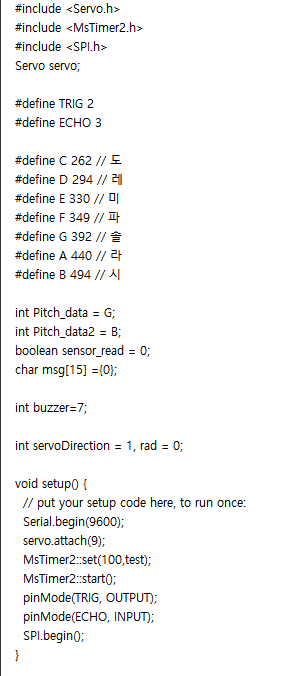 #include <Servo.h>
#include <MsTimer2.h>
#include <SPI.h>
Servo servo;
#define TRIG 2
#define ECHO 3
#define C 262 // 도
#define D 294 // 레
#define E 330 // 미
#define F 349 // 파
#define G 392 // 솔
#define A 440 // 라
#define B 494 // 시
int Pitch_data = G;
int Pitch_data2 = B;
boolean sensor_read = 0;
char msg[15] ={0};
int buzzer=7;
int servoDirection = 1, rad = 0;
void setup() {
// put your setup code here, to run once:
Serial.begin(9600);
servo.attach(9);
MsTimer2::set(100,test);
MsTimer2::start();
pinMode(TRIG, OUTPUT);
pinMode(ECHO, INPUT);
SPI.begin();
}